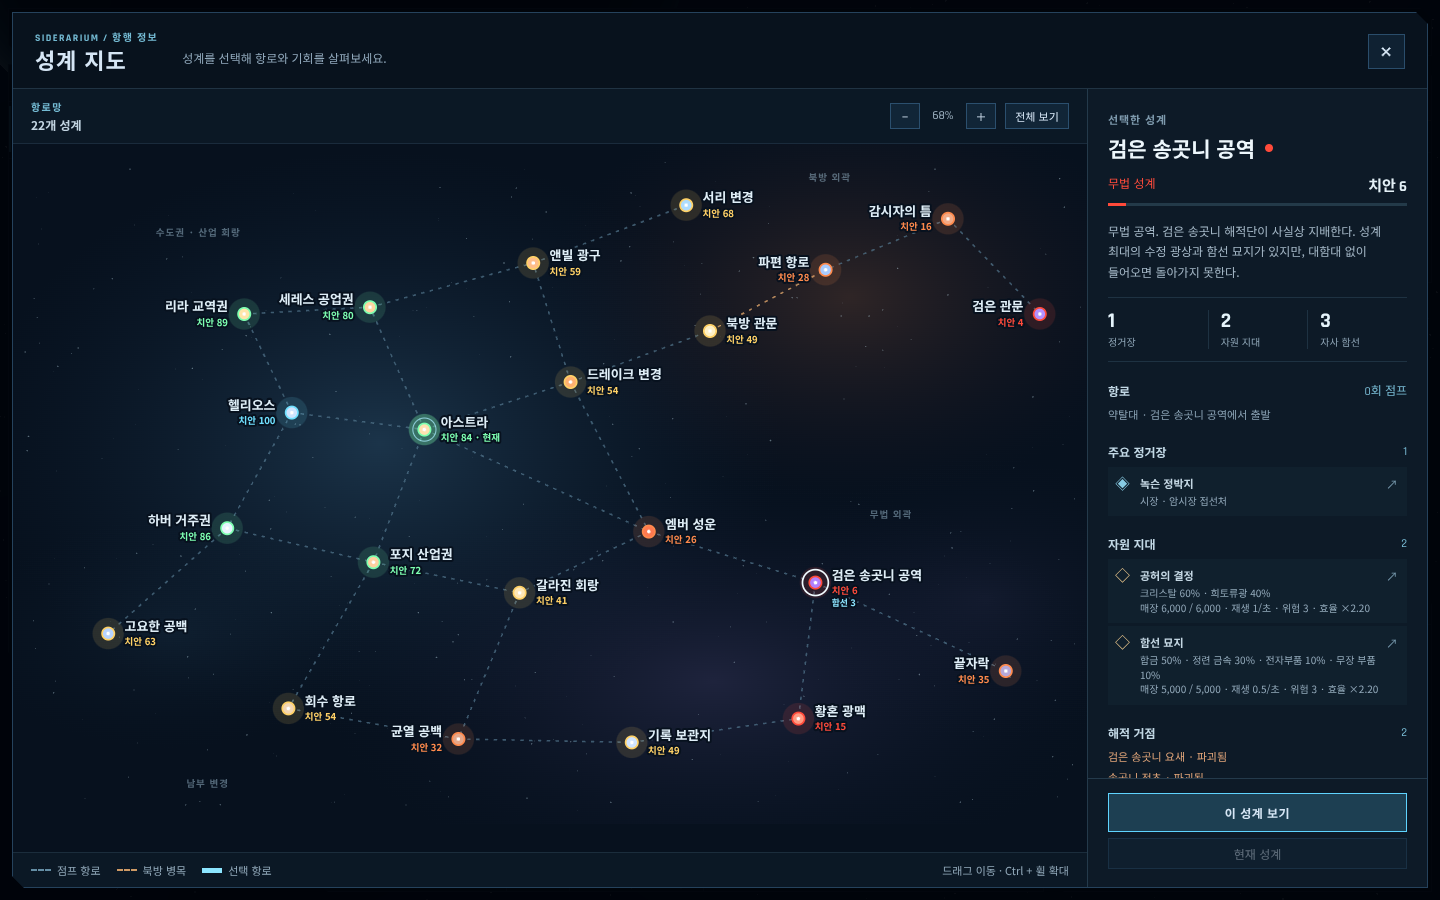 SIDERARIUM / 항행 정보
성계 지도
성계를 선택해 항로와 기회를 살펴보세요.
×
항로망
22개 성계
-
68%
+
전체 보기
북방 외곽
서리 변경
치안 68
감시자의 틈
치안 16
수도권 · 산업 회랑
앤빌 광구
치안 59
파편 항로
치안 28
리라 교역권
치안 89
세레스 공업권
치안 80
검은 관문
치안 4
북방 관문
치안 49
드레이크 변경
치안 54
헬리오스
치안 100
아스트라
치안 84 · 현재
무법 외곽
하버 거주권
치안 86
엠버 성운
치안 26
포지 산업권
치안 72
갈라진 회랑
치안 41
검은 송곳니 공역
치안 6
함선 3
고요한 공백
치안 63
끝자락
치안 35
회수 항로
치안 54
황혼 광맥
치안 15
균열 공백
치안 32
기록 보관지
치안 49
남부 변경
점프 항로
북방 병목
선택 항로
드래그 이동 · Ctrl + 휠 확대
선택한 성계
검은 송곳니 공역
무법 성계
치안 6
무법 공역. 검은 송곳니 해적단이 사실상 지배한다. 성계
최대의 수정 광상과 함선 묘지가 있지만, 대함대 없이
들어오면 돌아가지 못한다.
1
정거장
2
자원 지대
3
자사 함선
항로
0회 점프
약탈대 · 검은 송곳니 공역에서 출발
주요 정거장
1
녹슨 정박지
↗
시장 · 암시장 접선처
자원 지대
2
공허의 결정
↗
크리스탈 60% · 희토류광 40%
매장 6,000 / 6,000 · 재생 1/초 · 위험 3 · 효율 ×2.20
함선 묘지
↗
합금 50% · 정련 금속 30% · 전자부품 10% · 무장 부품
10%
매장 5,000 / 5,000 · 재생 0.5/초 · 위험 3 · 효율 ×2.20
해적 거점
2
검은 송곳니 요새 · 파괴됨
송곳니 전초 · 파괴됨
이 성계 보기
현재 성계